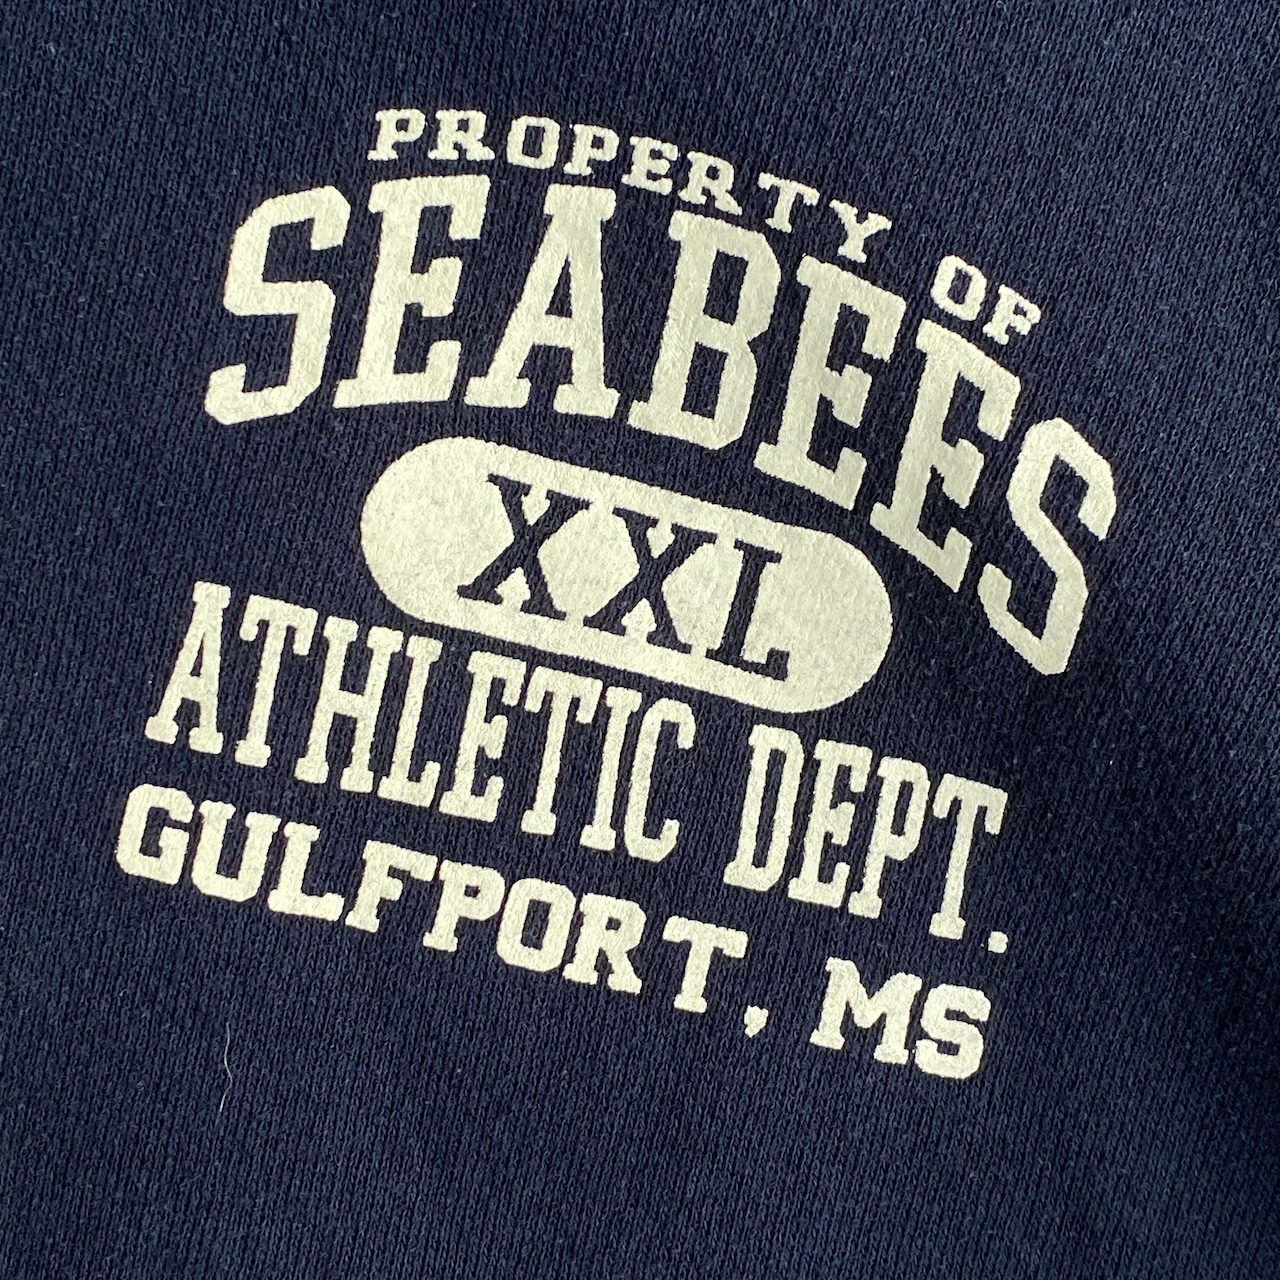 PROPERTY OF
SEABEES
XXL
ATHLETIC DEPT.
GULFPORT, MS